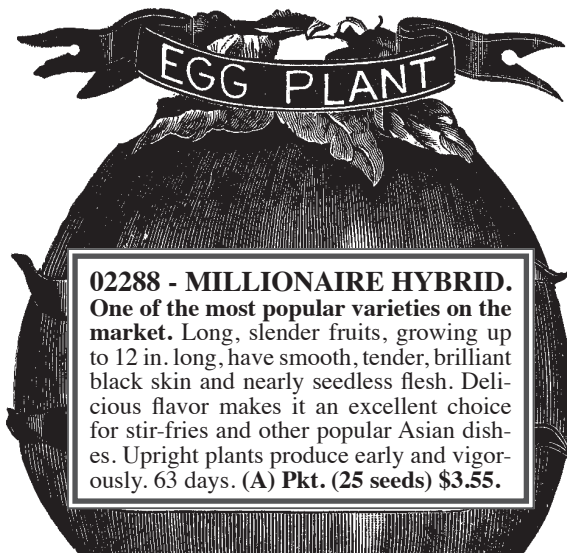 EGG PLANT
02288 - MILLIONAIRE HYBRID.
One of the most popular varieties on the
market. Long, slender fruits, growing up
to 12 in. long, have smooth, tender, brilliant
black skin and nearly seedless flesh. Deli-
cious flavor makes it an excellent choice
for stir-fries and other popular Asian dish-
es. Upright plants produce early and vigor-
ously. 63 days. (A) Pkt. (25 seeds) $3.55.